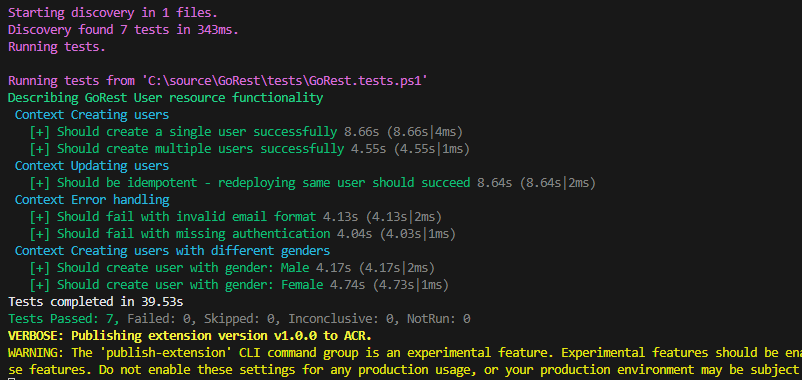 Starting discovery in 1 files.
Discovery found 7 tests in 343ms.
Running tests.
Running tests from 'C:\source\GoRest\tests\GoRest.tests.ps1'
Describing GoRest User resource functionality
Context Creating users
[+] Should create a single user successfully 8.66s (8.66s|4ms)
[+] Should create multiple users successfully 4.55s (4.55s|1ms)
Context Updating users
[+] Should be idempotent - redeploying same user should succeed 8.64s (8.64s|2ms)
Context Error handling
[+] Should fail with invalid email format 4.13s (4.13s|2ms)
[+] Should fail with missing authentication 4.04s (4.03s|1ms)
Context Creating users with different genders
[+] Should create user with gender: Male 4.17s (4.17s|2ms)
[+] Should create user with gender: Female 4.74s (4.73s|1ms)
Tests completed in 39.53s
Tests Passed: 7, Failed: 0, Skipped: 0, Inconclusive: 0, NotRun: 0
VERBOSE: Publishing extension version v1.0.0 to ACR.
WARNING: The 'publish-extension' CLI command group is an experimental feature. Experimental features should be ena
se features. Do not enable these settings for any production usage, or your production environment may be subject